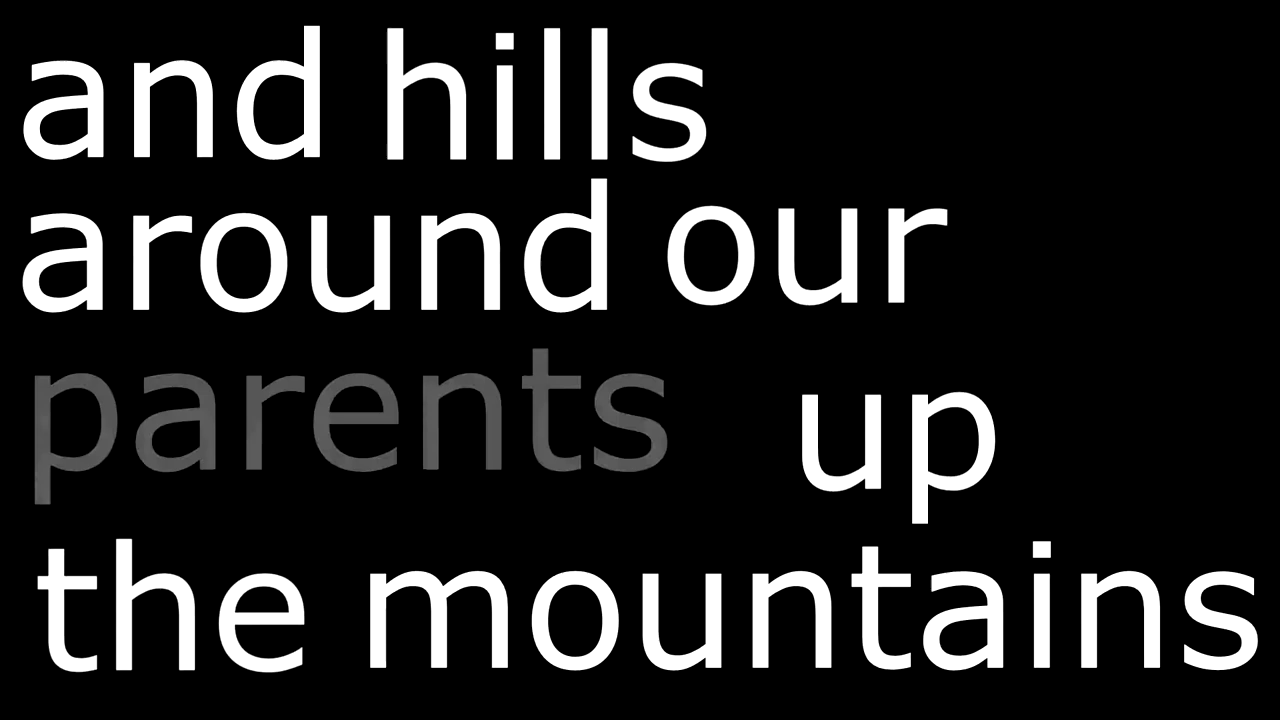 and hills
around our
parents up
the mountains